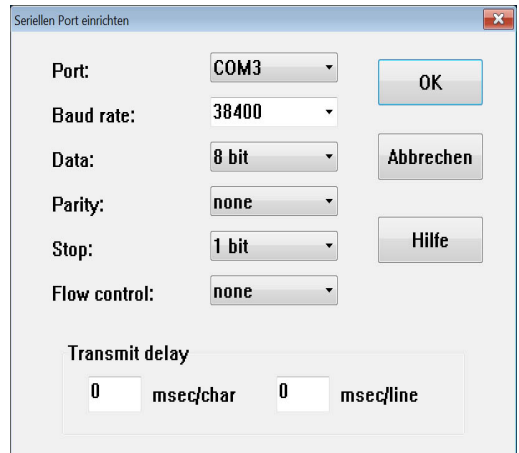 Seriellen Port einrichten
Port: COM3
OK
Baud rate: 38400
Data: 8 bit
Abbrechen
Parity: none
Stop: 1 bit
Hilfe
Flow control: none
Transmit delay
0 msec/char 0 msec/line